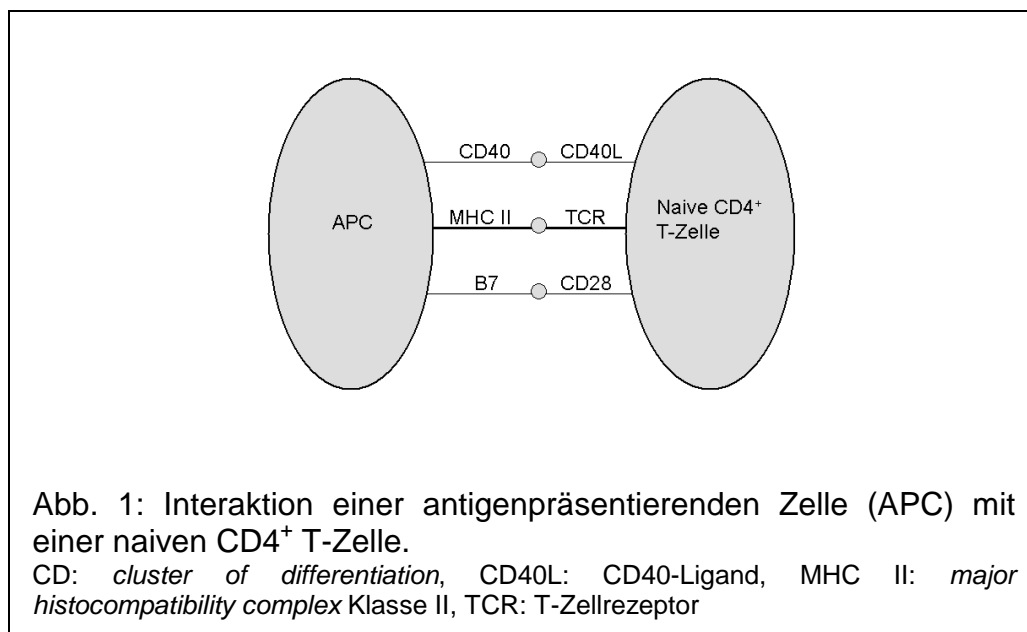 CD40 CD40L
APC MHC II TCR Naive CD4⁺
T-Zelle
B7 CD28
Abb. 1: Interaktion einer antigenpräsentierenden Zelle (APC) mit
einer naiven CD4⁺ T-Zelle.
CD: cluster of differentiation, CD40L: CD40-Ligand, MHC II: major
histocompatibility complex Klasse II, TCR: T-Zellrezeptor